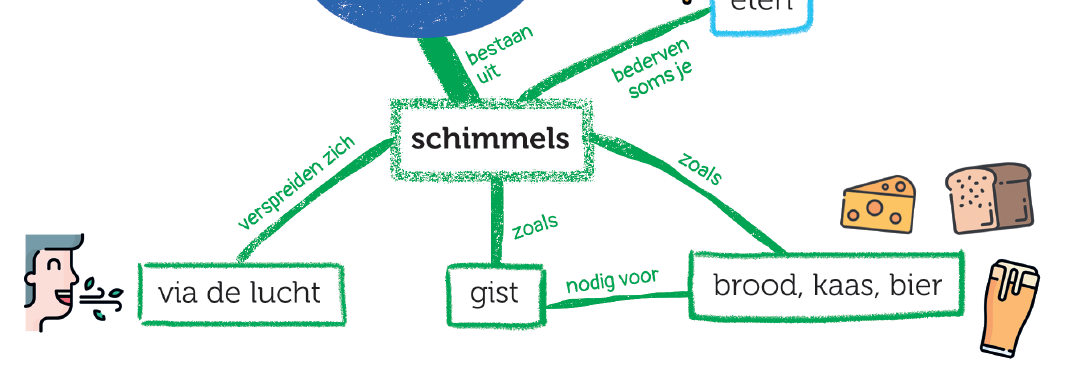 eten
bestaan
uit
bederven
soms je
schimmels
verspreiden zich
zoals
zoals
via de lucht
gist
nodig voor
brood, kaas, bier